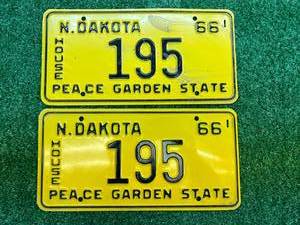 N. DAKOTA 66
HOUSE 195
PEACE GARDEN STATE
N. DAKOTA 66
HOUSE 195
PEACE GARDEN STATE